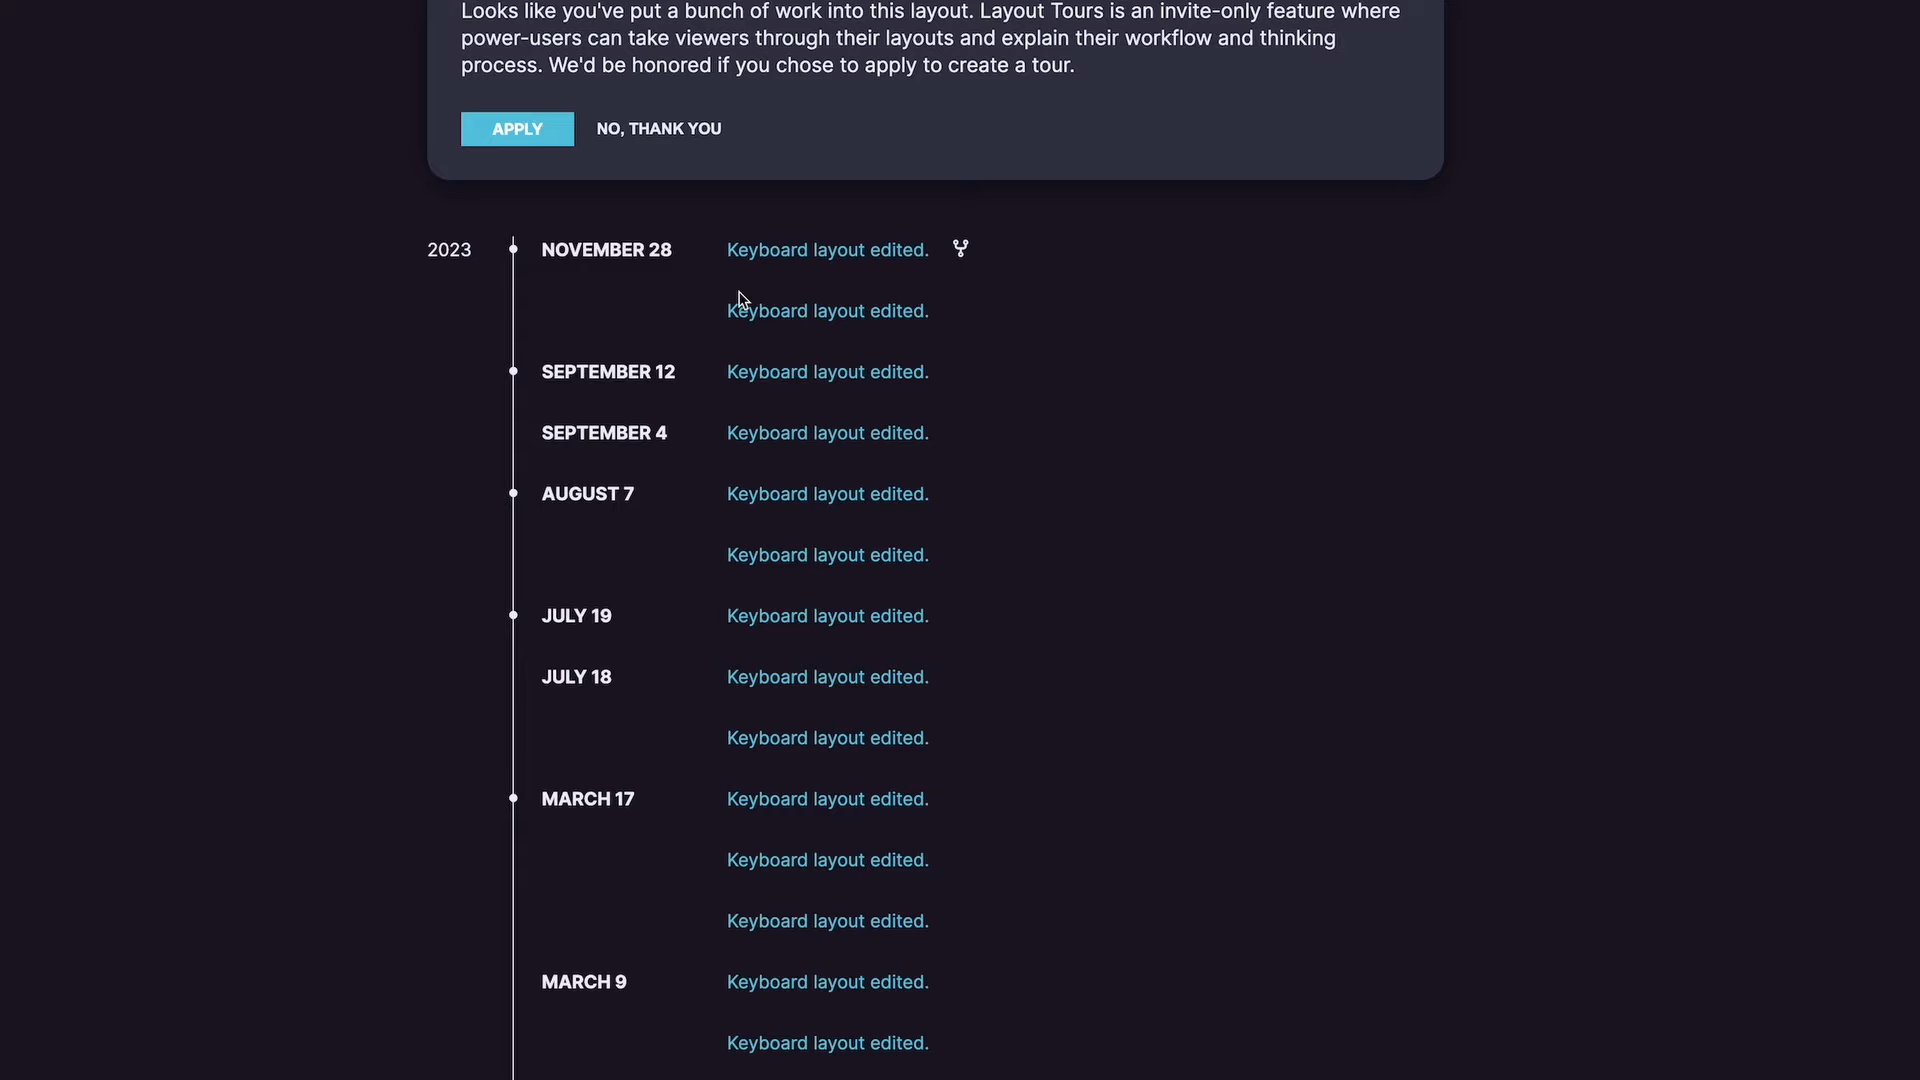 Looks like you've put a bunch of work into this layout. Layout Tours is an invite-only feature where
power-users can take viewers through their layouts and explain their workflow and thinking
process. We'd be honored if you chose to apply to create a tour.
APPLY NO, THANK YOU
2023 NOVEMBER 28 Keyboard layout edited.
Keyboard layout edited.
SEPTEMBER 12 Keyboard layout edited.
SEPTEMBER 4 Keyboard layout edited.
AUGUST 7 Keyboard layout edited.
Keyboard layout edited.
JULY 19 Keyboard layout edited.
JULY 18 Keyboard layout edited.
Keyboard layout edited.
MARCH 17 Keyboard layout edited.
Keyboard layout edited.
Keyboard layout edited.
MARCH 9 Keyboard layout edited.
Keyboard layout edited.